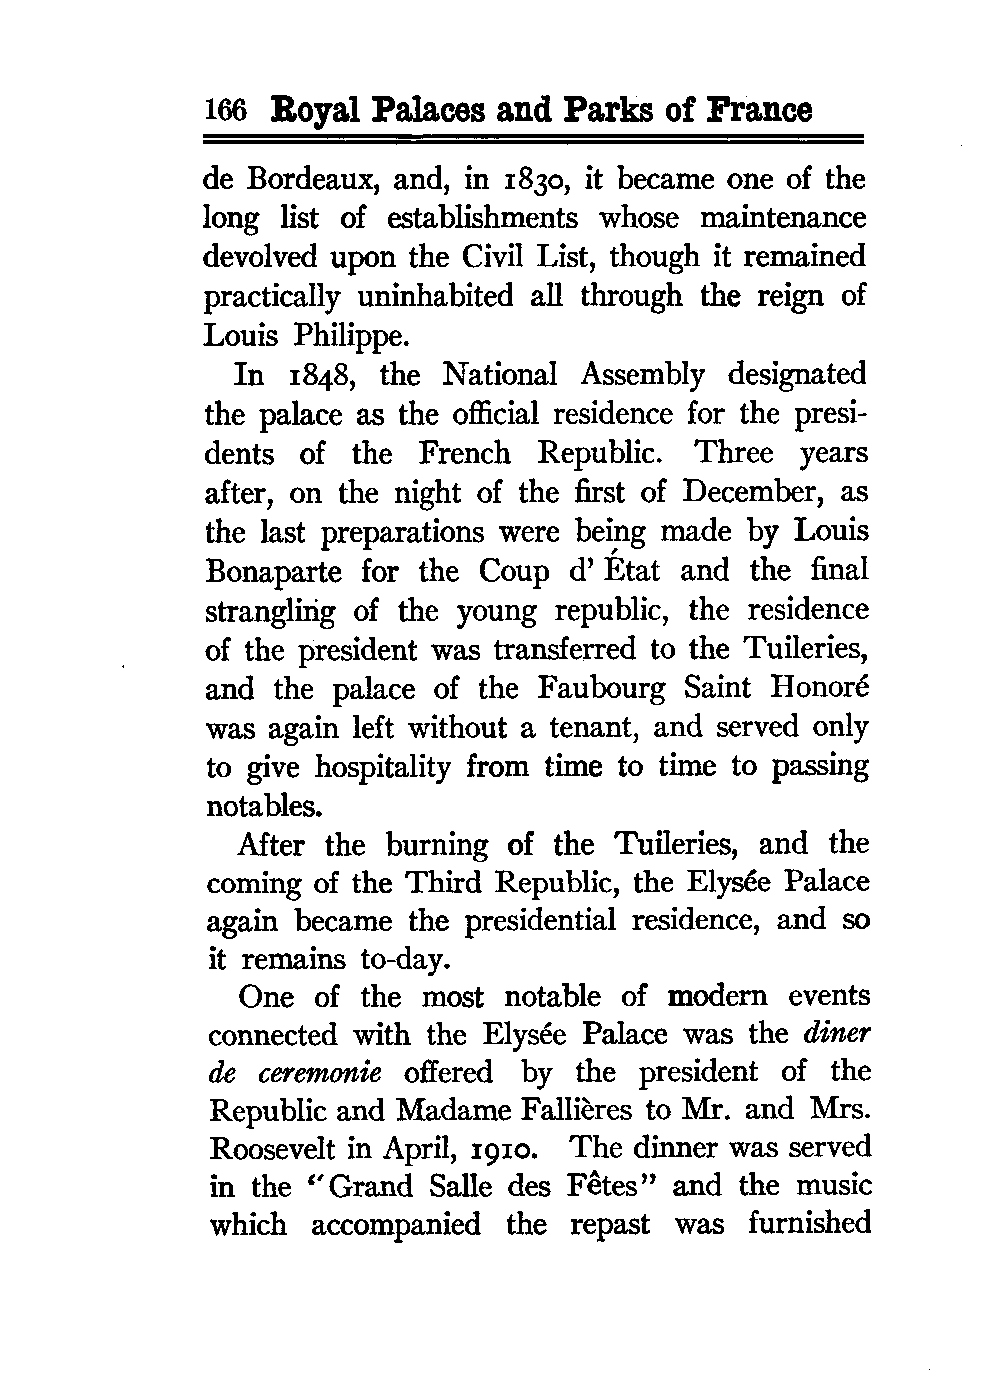 166 Royal Palaces and Parks of France
de Bordeaux, and, in 1830, it became one of the
long list of establishments whose maintenance
devolved upon the Civil List, though it remained
practically uninhabited all through the reign of
Louis Philippe.
In 1848, the National Assembly designated
the palace as the official residence for the presi-
dents of the French Republic. Three years
after, on the night of the first of December, as
the last preparations were being made by Louis
Bonaparte for the Coup d' État and the final
strangling of the young republic, the residence
of the president was transferred to the Tuileries,
and the palace of the Faubourg Saint Honoré
was again left without a tenant, and served only
to give hospitality from time to time to passing
notables.
After the burning of the Tuileries, and the
coming of the Third Republic, the Elysée Palace
again became the presidential residence, and so
it remains to-day.
One of the most notable of modern events
connected with the Elysée Palace was the diner
de ceremonie offered by the president of the
Republic and Madame Fallières to Mr. and Mrs.
Roosevelt in April, 1910. The dinner was served
in the "Grand Salle des Fêtes" and the music
which accompanied the repast was furnished